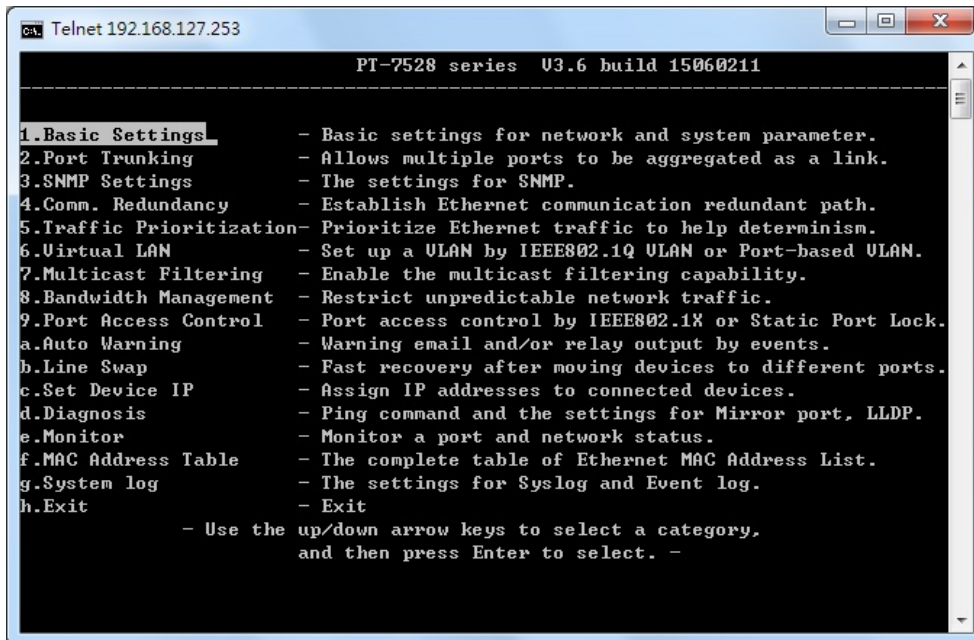 Telnet 192.168.127.253
PT-7528 series V3.6 build 15060211
1.Basic Settings - Basic settings for network and system parameter.
2.Port Trunking - Allows multiple ports to be aggregated as a link.
3.SNMP Settings - The settings for SNMP.
4.Comm. Redundancy - Establish Ethernet communication redundant path.
5.Traffic Prioritization- Prioritize Ethernet traffic to help determinism.
6.Virtual LAN - Set up a VLAN by IEEE802.1Q VLAN or Port-based VLAN.
7.Multicast Filtering - Enable the multicast filtering capability.
8.Bandwidth Management - Restrict unpredictable network traffic.
9.Port Access Control - Port access control by IEEE802.1X or Static Port Lock.
a.Auto Warning - Warning email and/or relay output by events.
b.Line Swap - Fast recovery after moving devices to different ports.
c.Set Device IP - Assign IP addresses to connected devices.
d.Diagnosis - Ping command and the settings for Mirror port, LLDP.
e.Monitor - Monitor a port and network status.
f.MAC Address Table - The complete table of Ethernet MAC Address List.
g.System log - The settings for Syslog and Event log.
h.Exit - Exit
- Use the up/down arrow keys to select a category,
and then press Enter to select. -